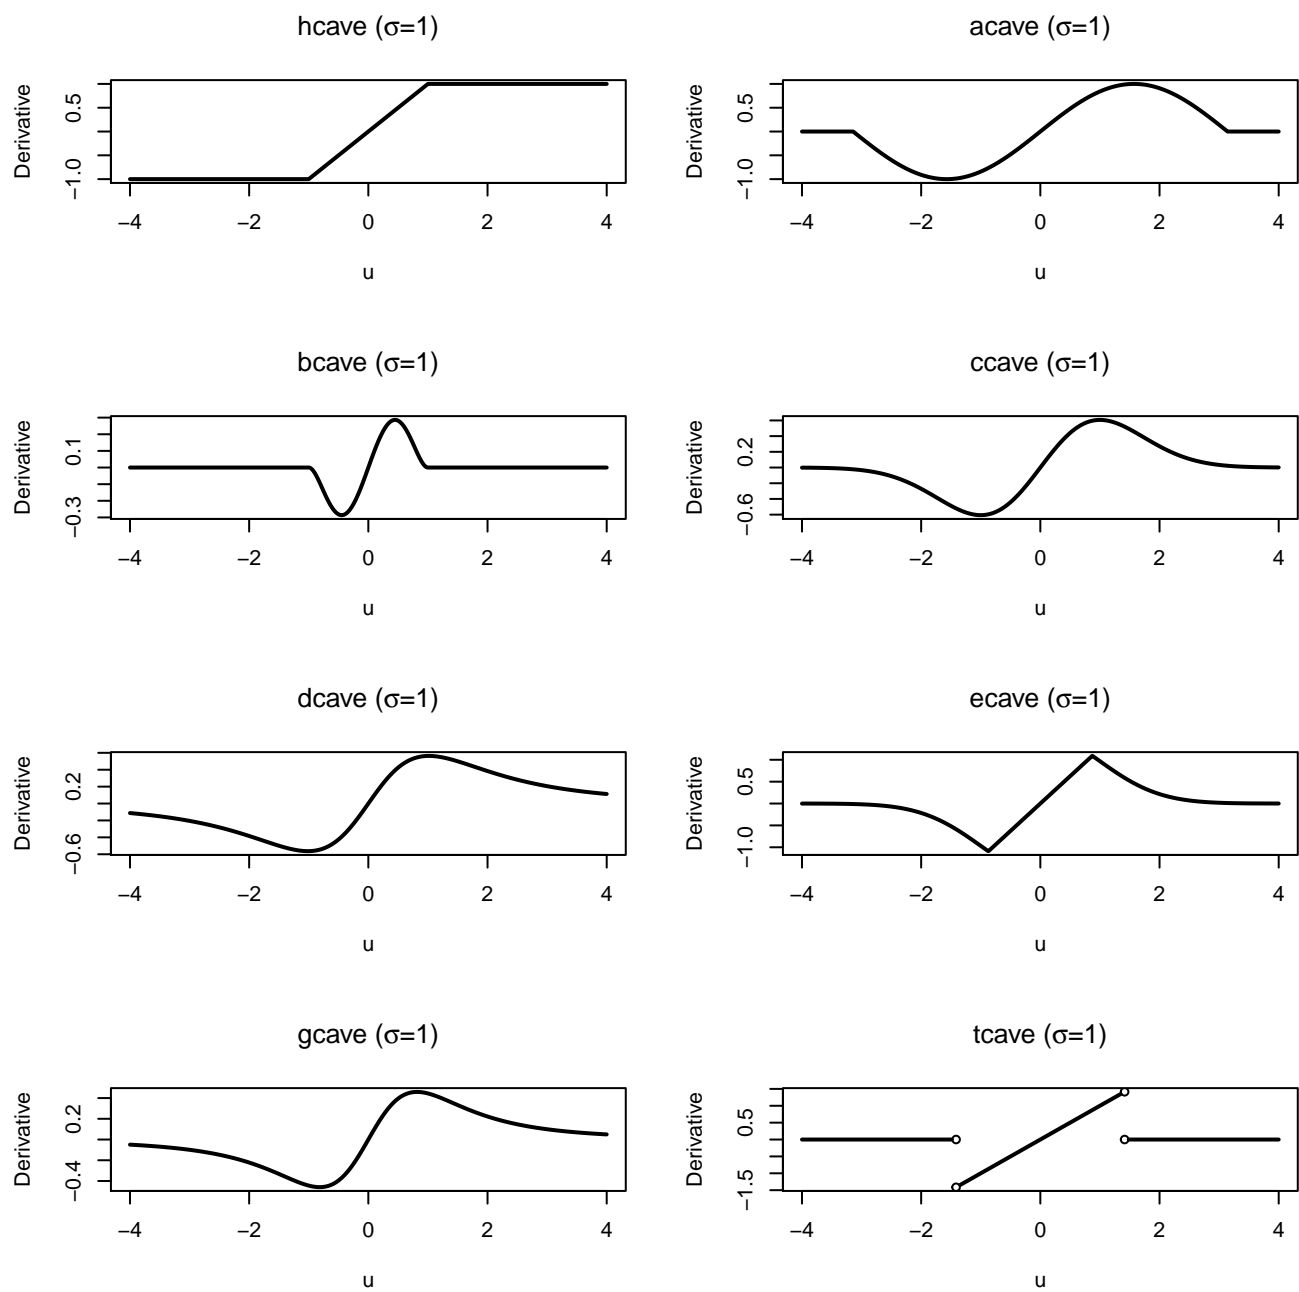 hcave (σ=1)
Derivative
0.5
−1.0
−4 −2 0 2 4
u
acave (σ=1)
Derivative
0.5
−1.0
−4 −2 0 2 4
u
bcave (σ=1)
Derivative
0.1
−0.3
−4 −2 0 2 4
u
ccave (σ=1)
Derivative
0.2
−0.6
−4 −2 0 2 4
u
dcave (σ=1)
Derivative
0.2
−0.6
−4 −2 0 2 4
u
ecave (σ=1)
Derivative
0.5
−1.0
−4 −2 0 2 4
u
gcave (σ=1)
Derivative
0.2
−0.4
−4 −2 0 2 4
u
tcave (σ=1)
Derivative
0.5
−1.5
−4 −2 0 2 4
u